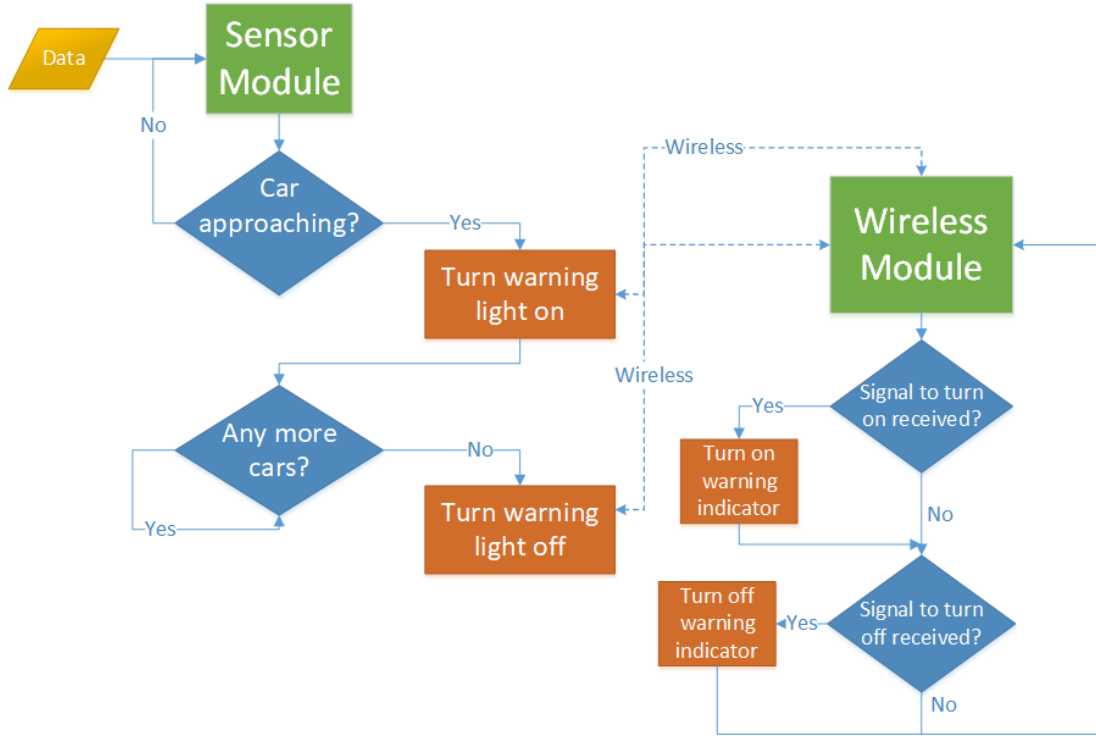 Data
Sensor
Module
No
Car
approaching?
Yes
Turn warning
light on
Any more
cars?
Yes
No
Turn warning
light off
Wireless
Wireless
Wireless
Module
Signal to turn
on received?
Yes
Turn on
warning
indicator
No
Signal to turn
off received?
Yes
Turn off
warning
indicator
No